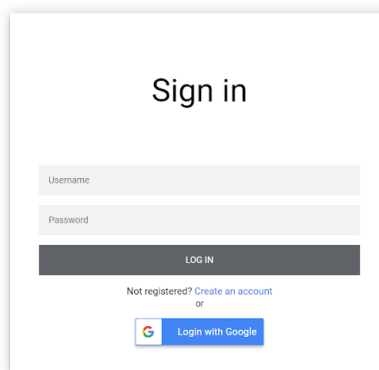 Sign in
Username
Password
LOG IN
Not registered? Create an account
or
G Login with Google